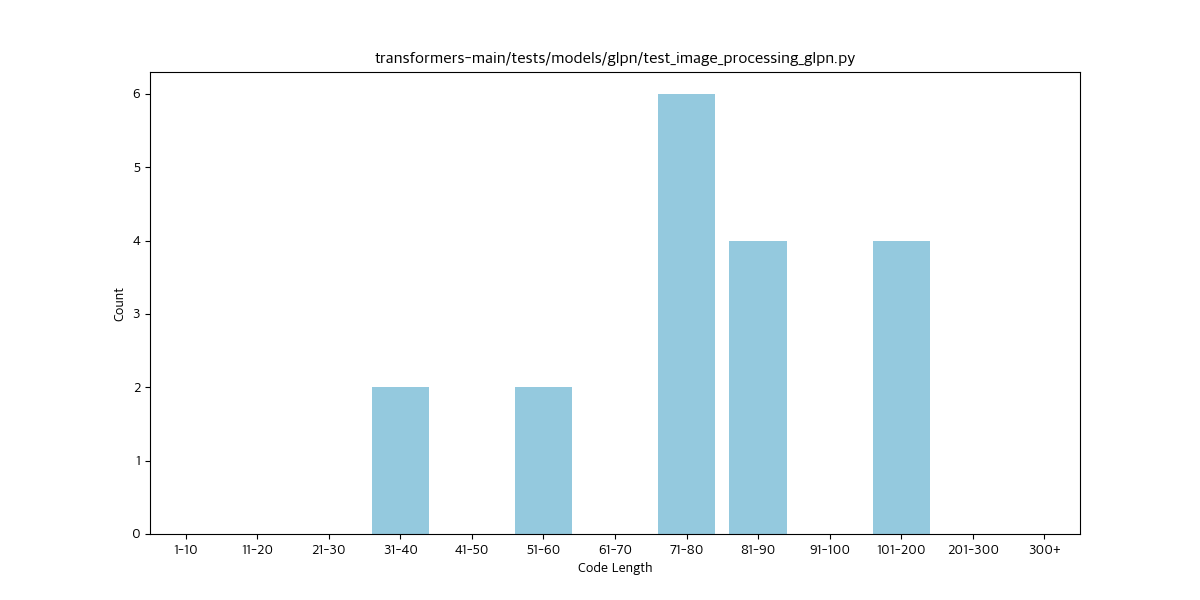 transformers-main/tests/models/glpn/test_image_processing_glpn.py
Count
6
5
4
3
2
1
0
1-10 11-20 21-30 31-40 41-50 51-60 61-70 71-80 81-90 91-100 101-200 201-300 300+
Code Length